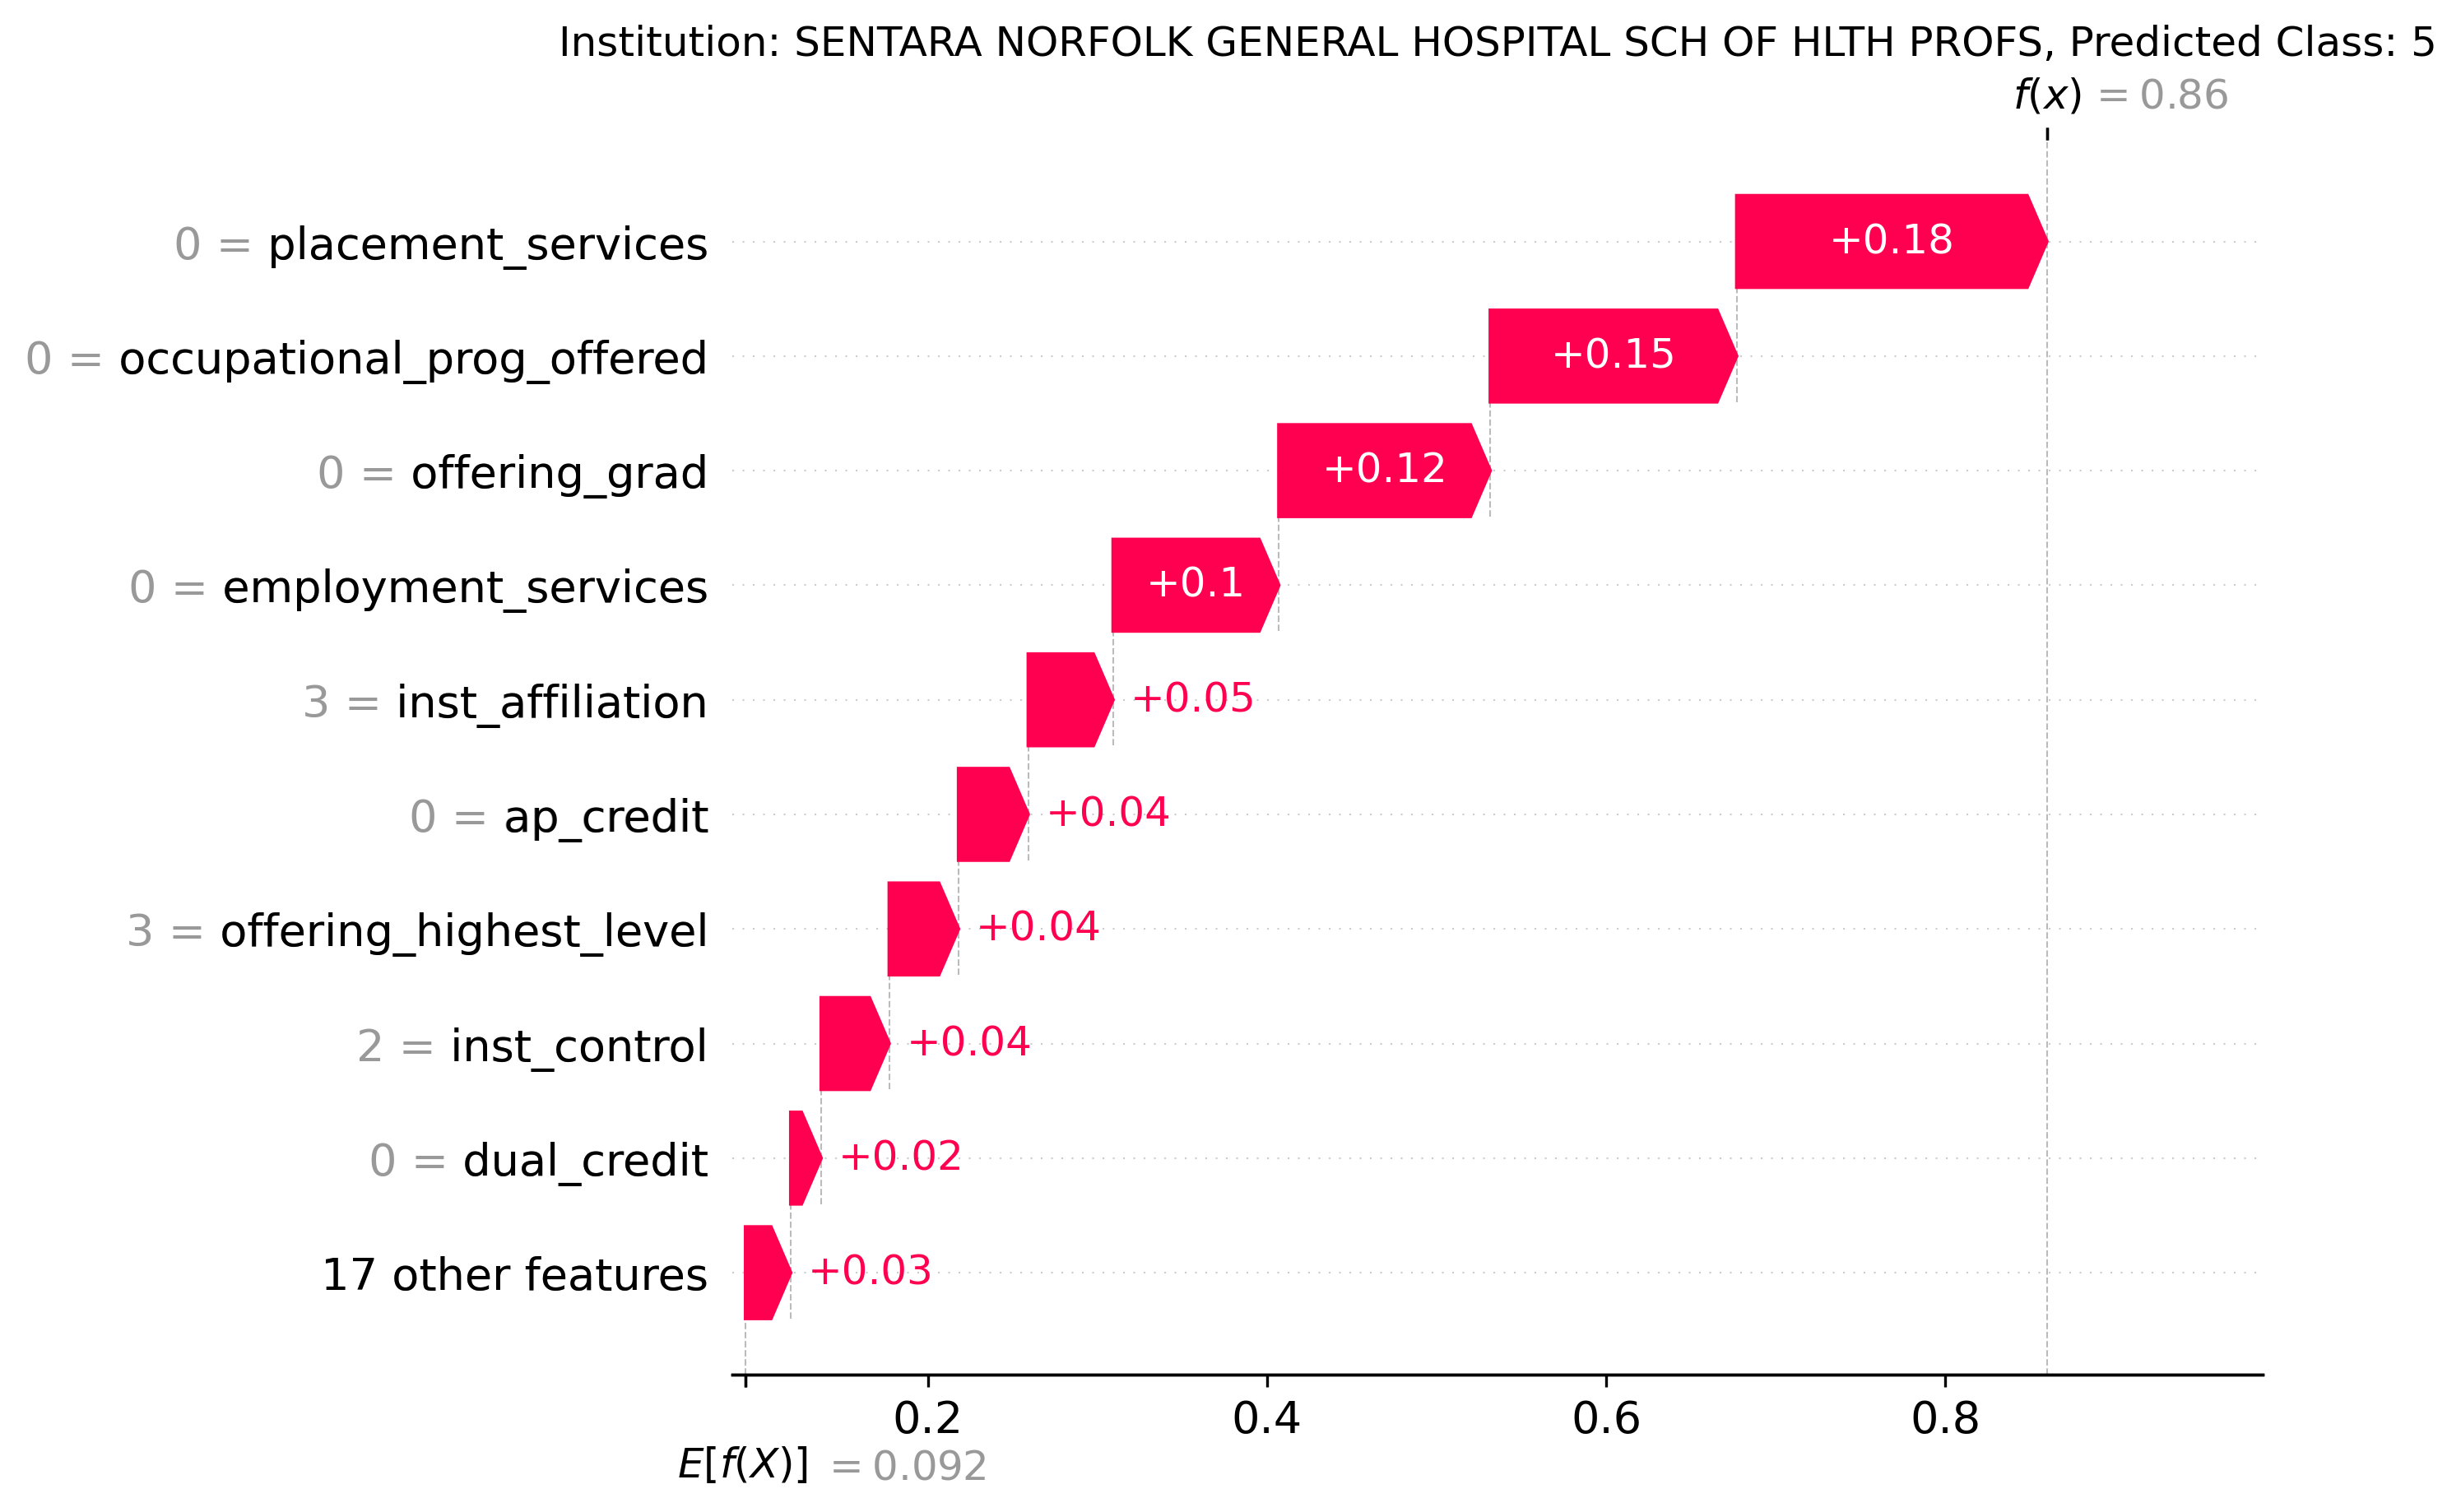 Institution: SENTARA NORFOLK GENERAL HOSPITAL SCH OF HLTH PROFS, Predicted Class: 5
f(x) = 0.86
0 = placement_services +0.18
0 = occupational_prog_offered +0.15
0 = offering_grad +0.12
0 = employment_services +0.1
3 = inst_affiliation +0.05
0 = ap_credit +0.04
3 = offering_highest_level +0.04
2 = inst_control +0.04
0 = dual_credit +0.02
17 other features +0.03
0.2 0.4 0.6 0.8
E[f(X)] = 0.092